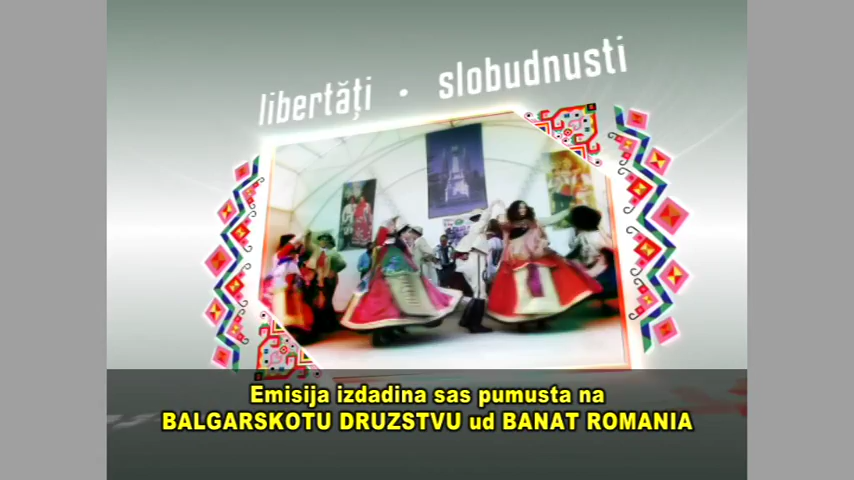 libertăți • slobudnusti
Emisija izdadina sas pumusta na
BALGARSKOTU DRUZSTVU ud BANAT ROMANIA